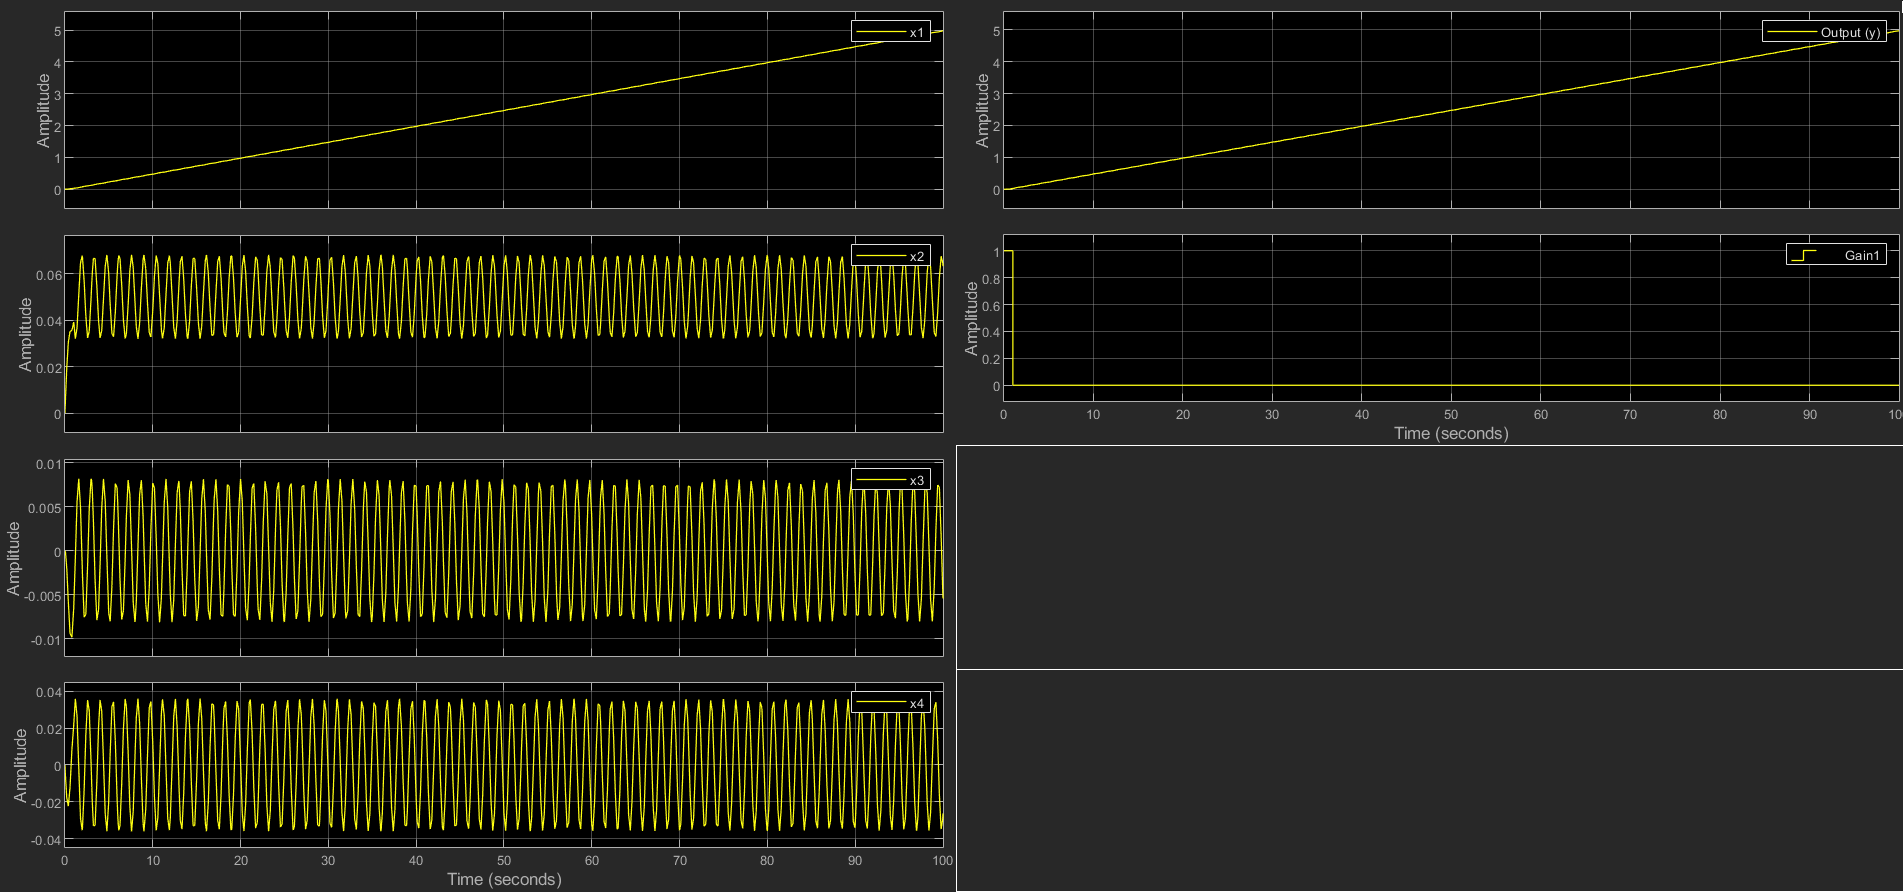 x1
Amplitude
5
4
3
2
1
0
x2
Amplitude
0.06
0.04
0.02
0
x3
Amplitude
0.01
0.005
0
-0.005
-0.01
x4
Amplitude
0.04
0.02
0
-0.02
-0.04
0 10 20 30 40 50 60 70 80 90 100
Time (seconds)
Output (y)
Amplitude
5
4
3
2
1
0
Gain1
Amplitude
1
0.8
0.6
0.4
0.2
0
0 10 20 30 40 50 60 70 80 90 10
Time (seconds)